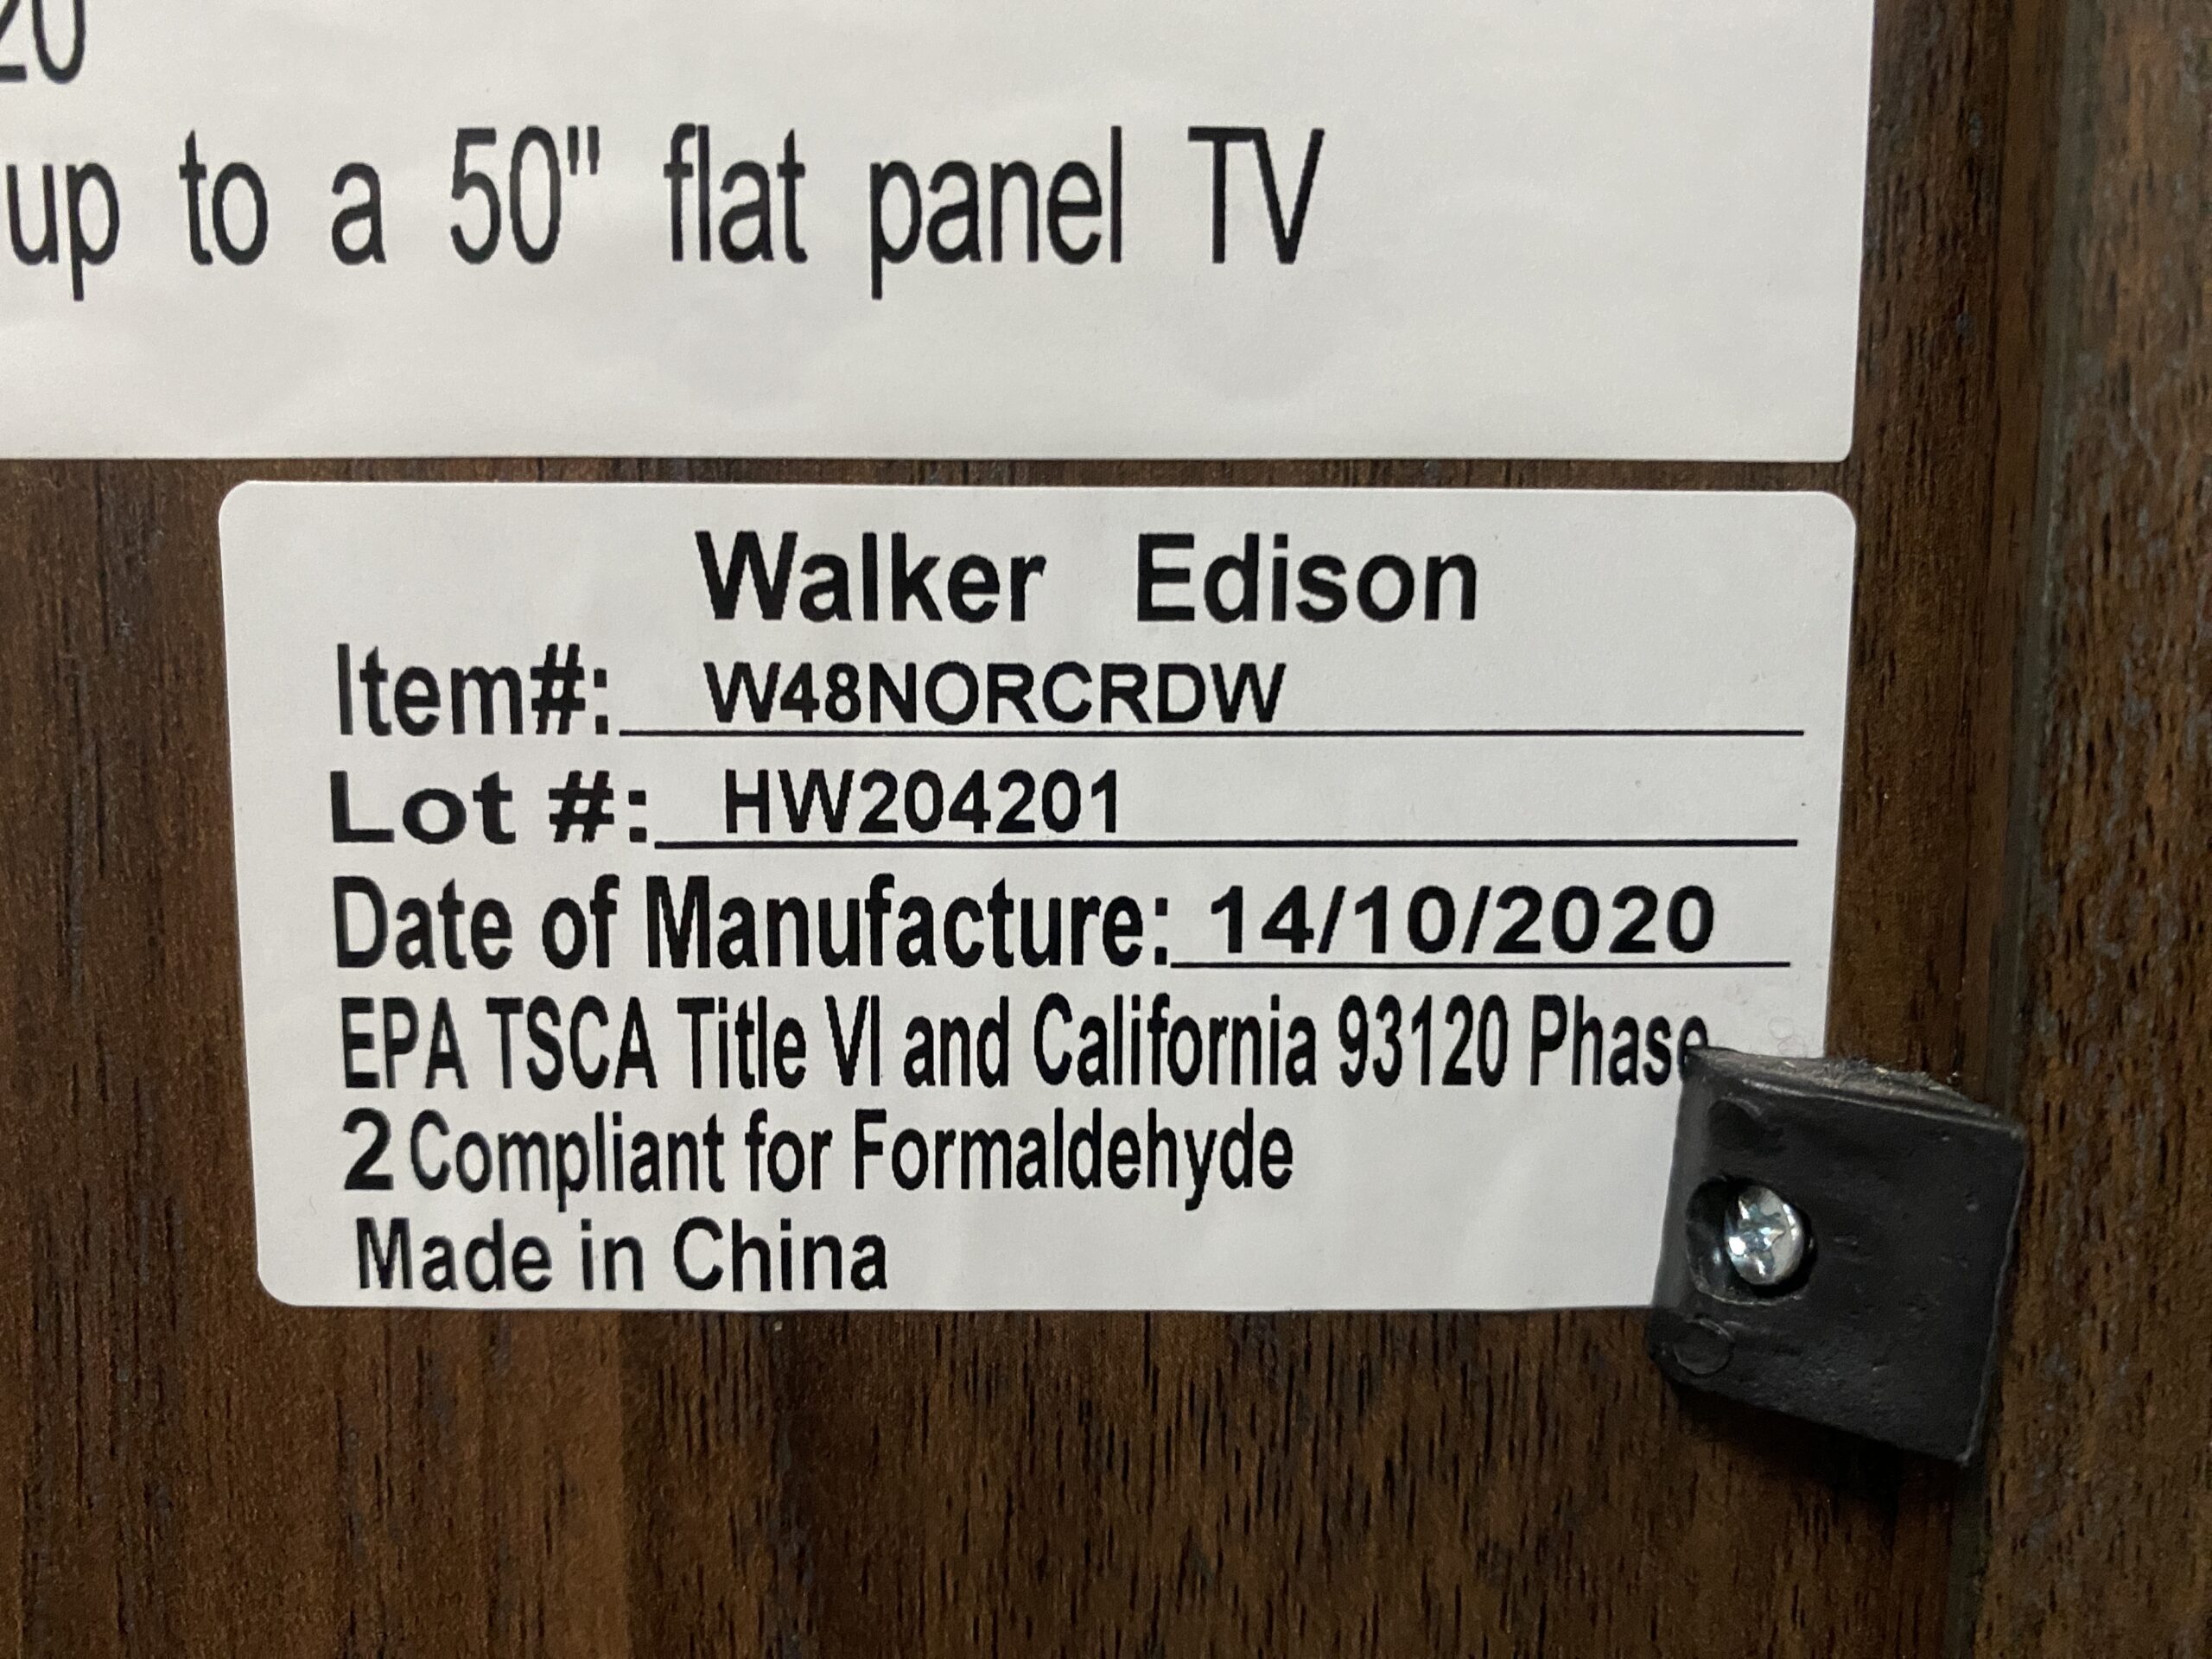 20
up to a 50" flat panel TV
Walker Edison
Item#: W48NORCRDW
Lot #: HW204201
Date of Manufacture: 14/10/2020
EPA TSCA Title VI and California 93120 Phase
2 Compliant for Formaldehyde
Made in China